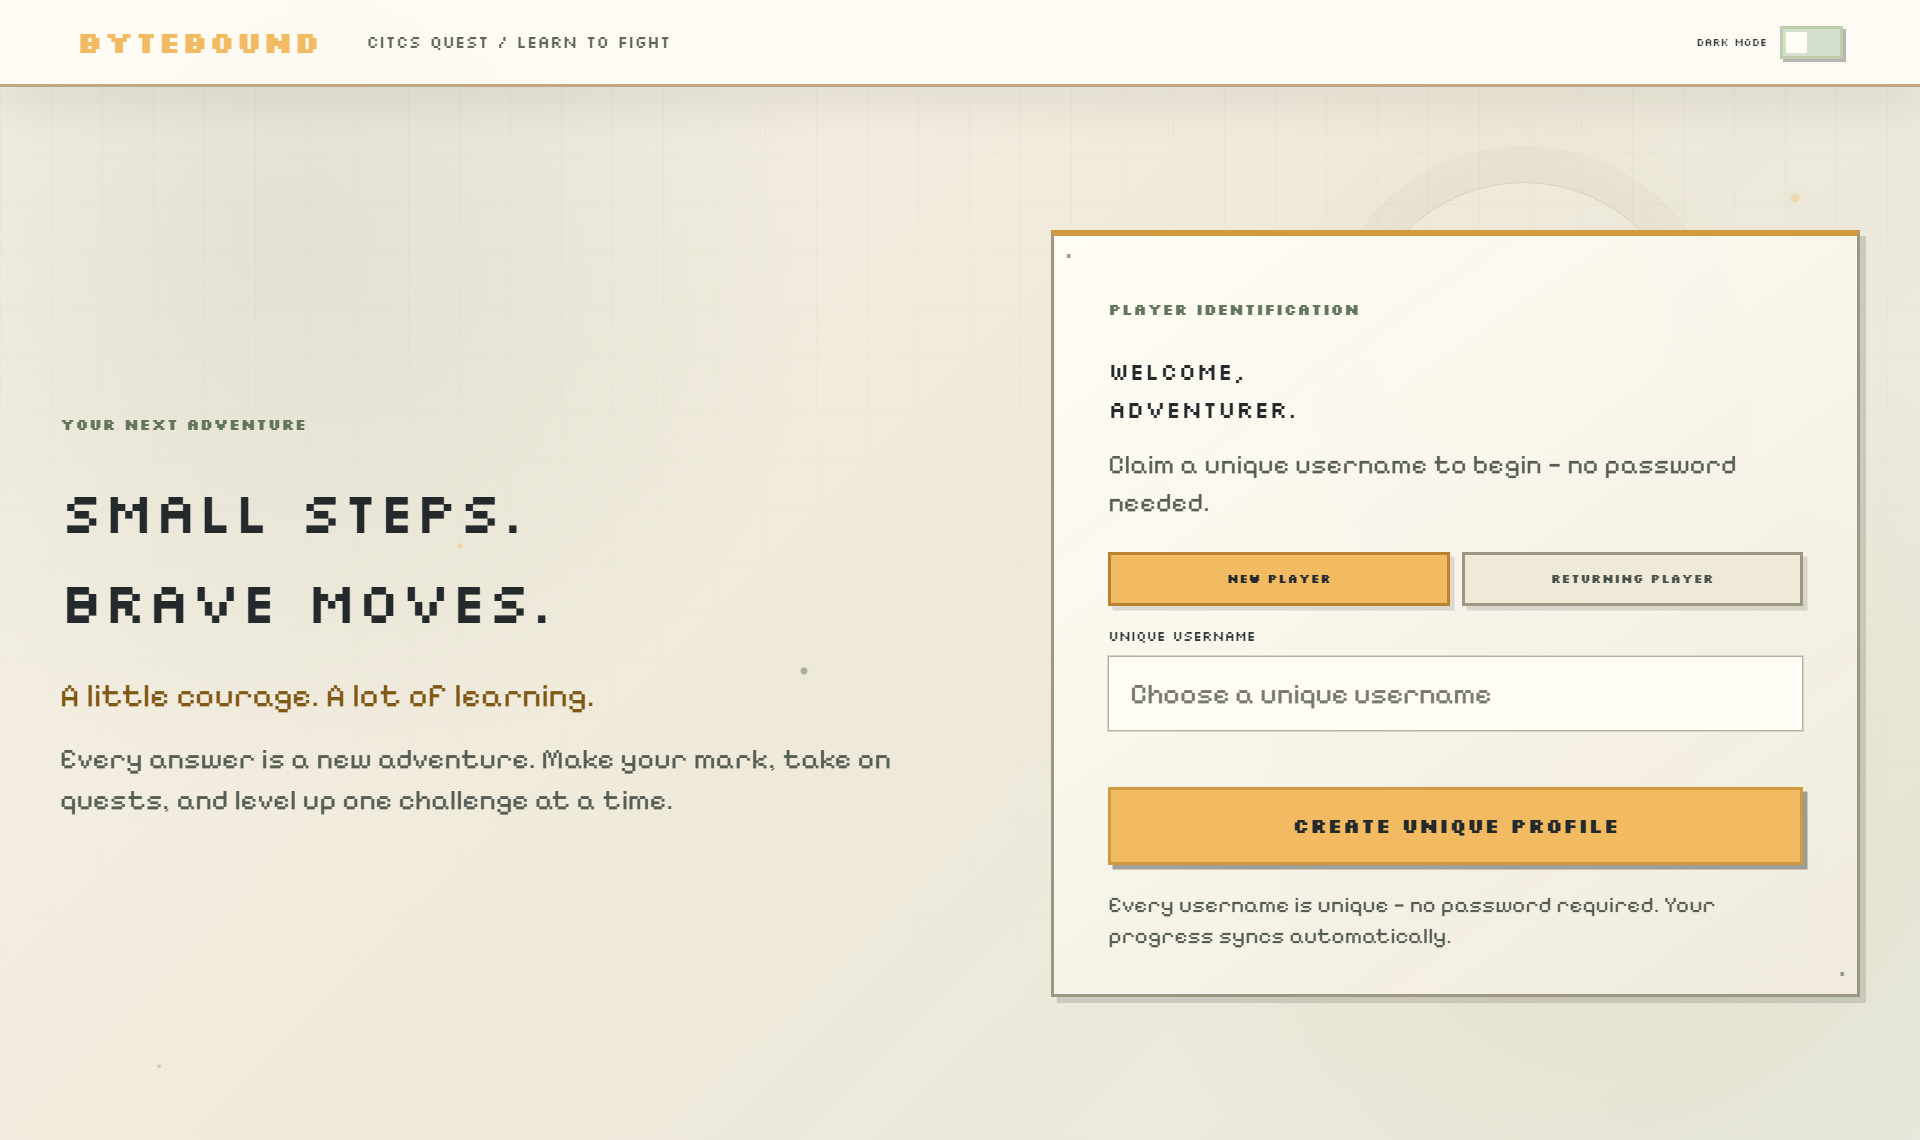 BYTEBOUND
CITCS QUEST / LEARN TO FIGHT
DARK MODE
YOUR NEXT ADVENTURE
SMALL STEPS.
BRAVE MOVES.
A little courage. A lot of learning.
Every answer is a new adventure. Make your mark, take on
quests, and level up one challenge at a time.
PLAYER IDENTIFICATION
WELCOME,
ADVENTURER.
Claim a unique username to begin - no password
needed.
NEW PLAYER
RETURNING PLAYER
UNIQUE USERNAME
Choose a unique username
CREATE UNIQUE PROFILE
Every username is unique - no password required. Your
progress syncs automatically.